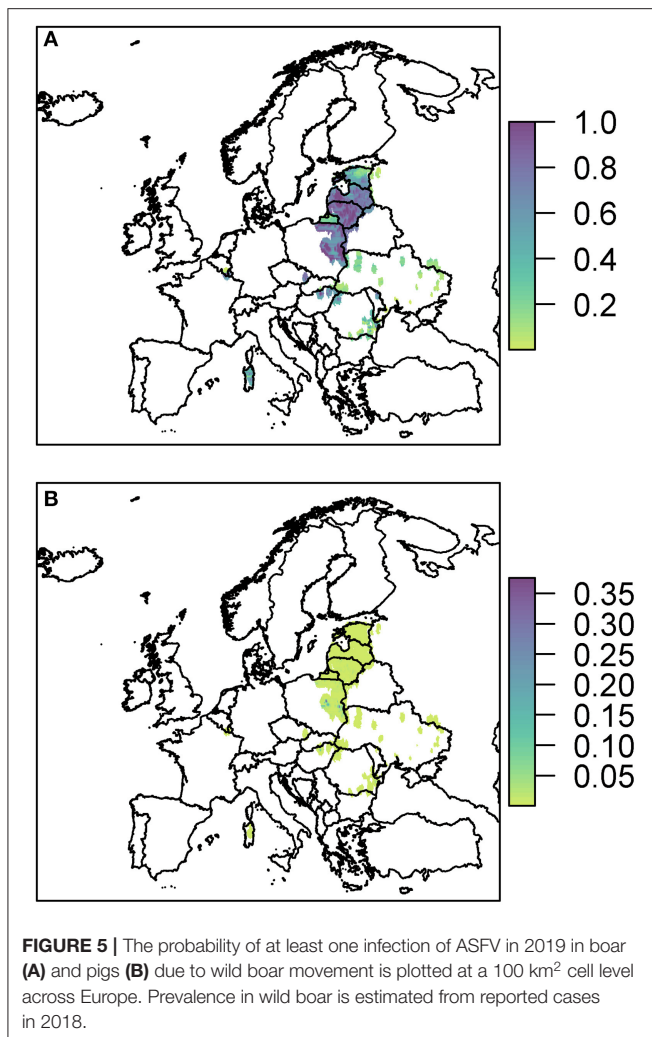 A
1.0
0.8
0.6
0.4
0.2
B
0.35
0.30
0.25
0.20
0.15
0.10
0.05
FIGURE 5 | The probability of at least one infection of ASFV in 2019 in boar
(A) and pigs (B) due to wild boar movement is plotted at a 100 km² cell level
across Europe. Prevalence in wild boar is estimated from reported cases
in 2018.